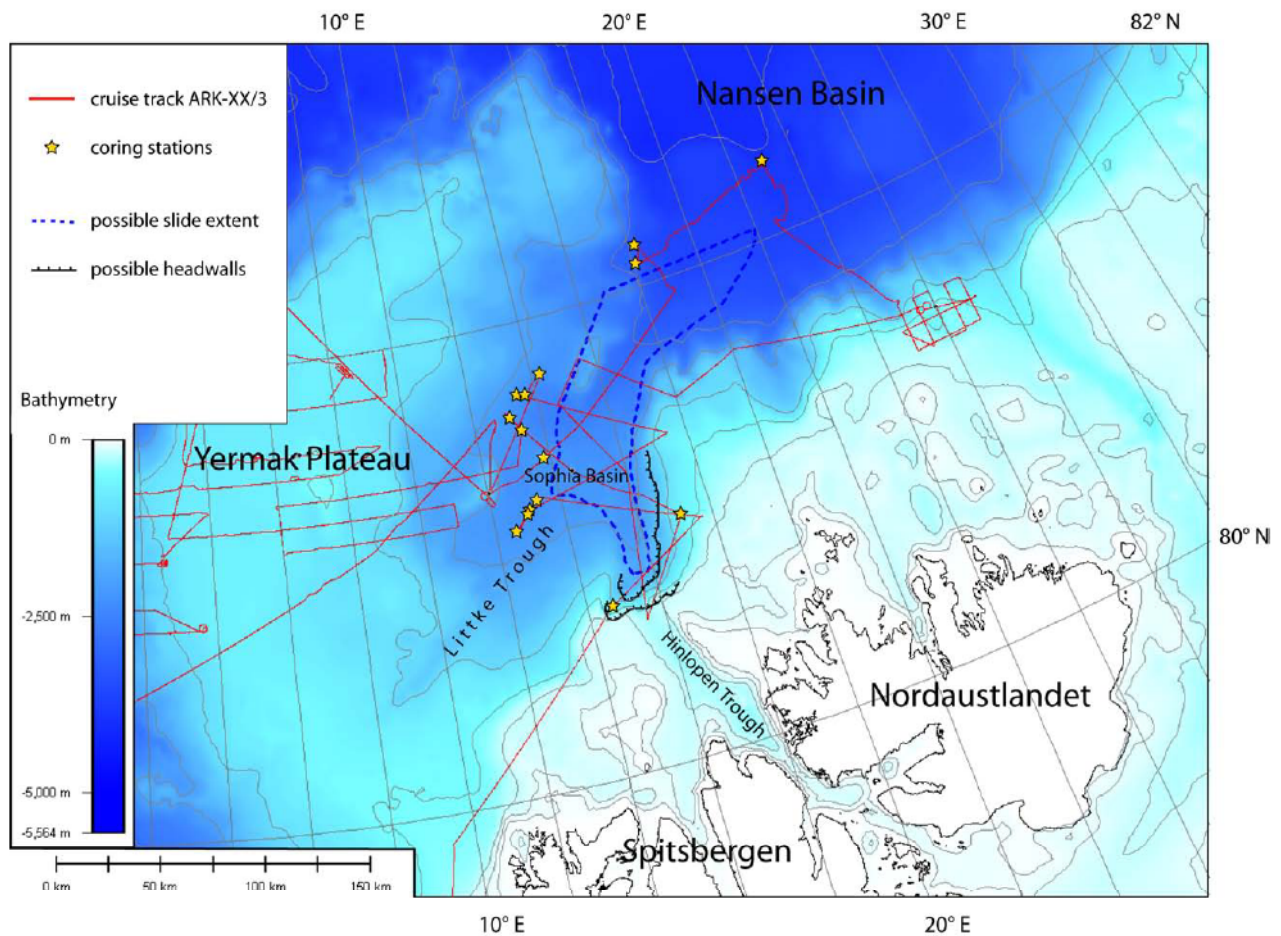 10° E
20° E
30° E
82° N
cruise track ARK-XX/3
coring stations
possible slide extent
possible headwalls
Nansen Basin
Bathymetry
0 m
-2,500 m
-5,000 m
-5,564 m
Yermak Plateau
Sophia Basin
Littke Trough
Hinlopen Trough
80° N
Nordaustlandet
Spitsbergen
0 km
50 km
100 km
150 km
10° E
20° E